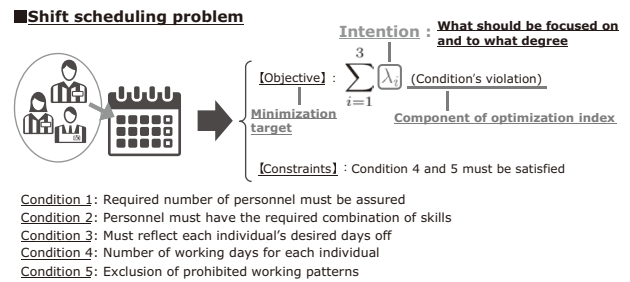 ■Shift scheduling problem
Intention : What should be focused on
and to what degree
【Objective】: \sum_{i=1}^{3} λ_i (Condition's violation)
Minimization
target
Component of optimization index
【Constraints】: Condition 4 and 5 must be satisfied
Condition 1: Required number of personnel must be assured
Condition 2: Personnel must have the required combination of skills
Condition 3: Must reflect each individual's desired days off
Condition 4: Number of working days for each individual
Condition 5: Exclusion of prohibited working patterns